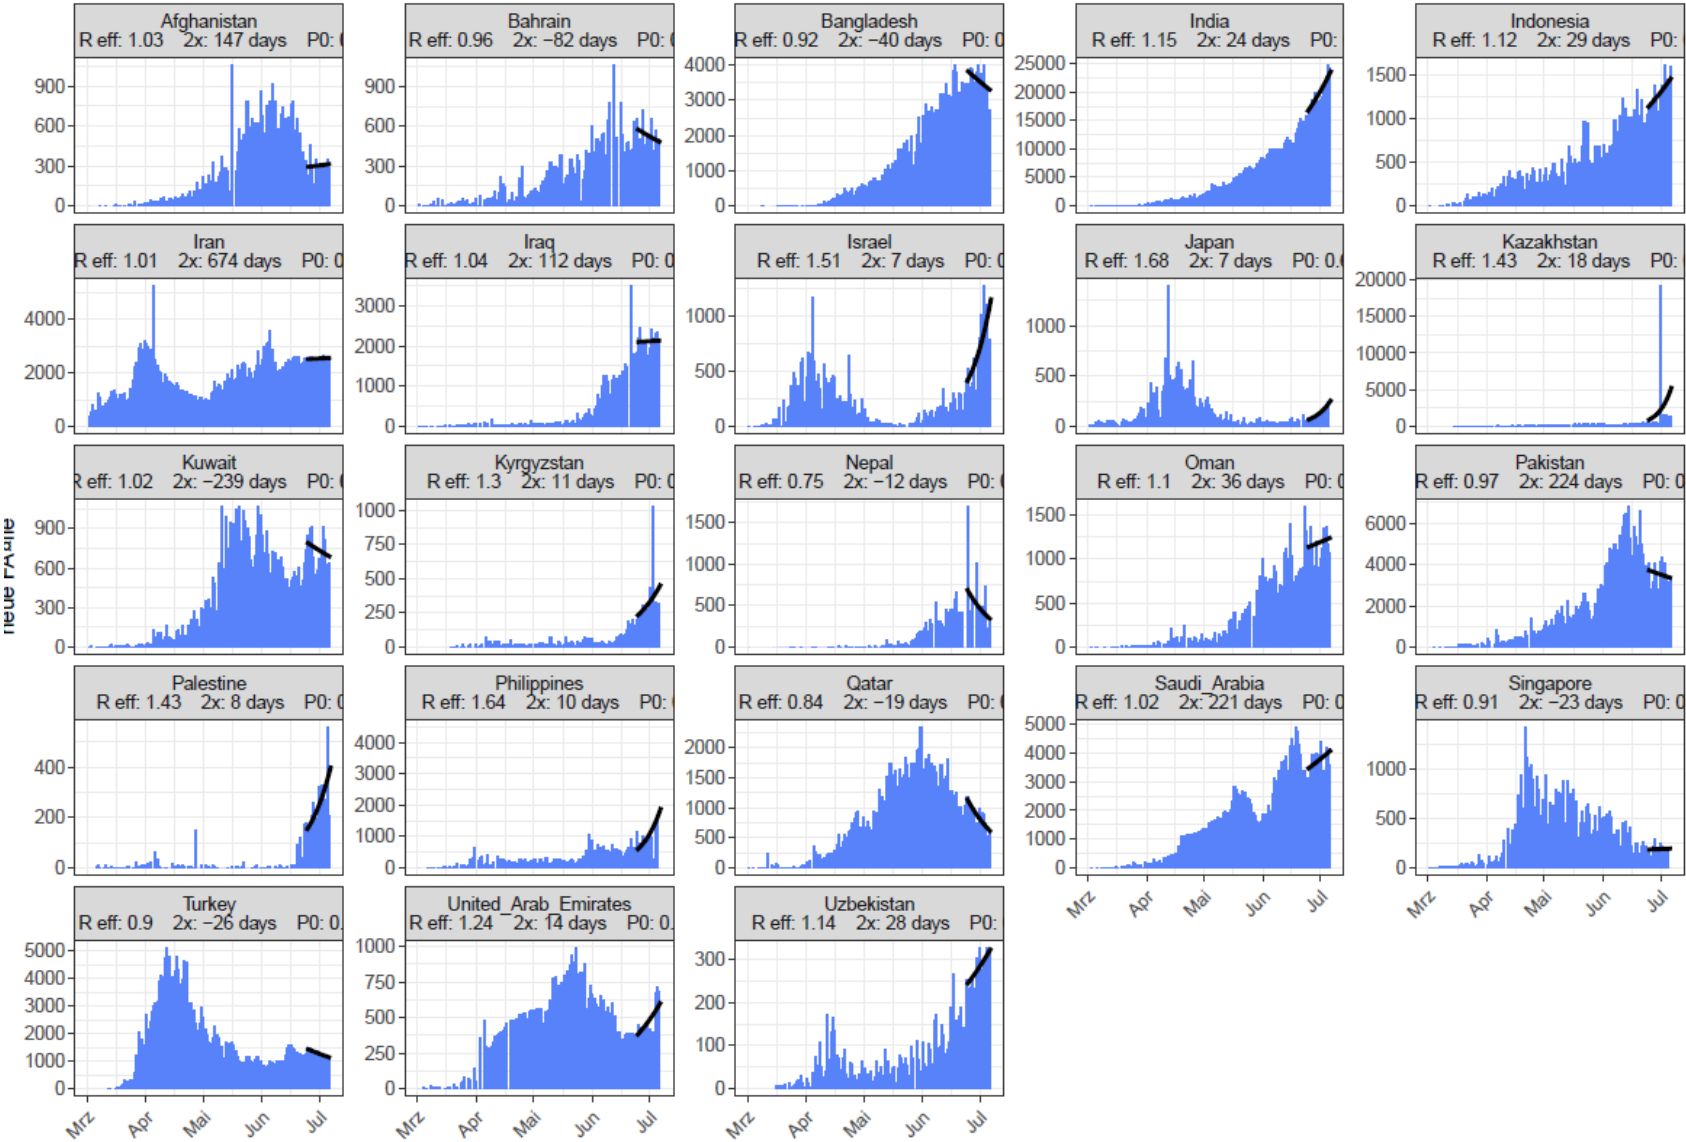 Afghanistan
R eff: 1.03 2x: 147 days P0:
900
600
300
0
Bahrain
R eff: 0.96 2x: −82 days P0:
900
600
300
0
Bangladesh
R eff: 0.92 2x: −40 days P0: 0
4000
3000
2000
1000
0
India
R eff: 1.15 2x: 24 days P0:
25000
20000
15000
10000
5000
0
Indonesia
R eff: 1.12 2x: 29 days P0:
1500
1000
500
0
Iran
R eff: 1.01 2x: 674 days P0: 0
4000
2000
0
Iraq
R eff: 1.04 2x: 112 days P0: 0
3000
2000
1000
0
Israel
R eff: 1.51 2x: 7 days P0: 0
1000
500
0
Japan
R eff: 1.68 2x: 7 days P0: 0.
1000
500
0
Kazakhstan
R eff: 1.43 2x: 18 days P0:
20000
15000
10000
5000
0
Kuwait
R eff: 1.02 2x: −239 days P0:
900
600
300
0
Kyrgyzstan
R eff: 1.3 2x: 11 days P0: 0
1000
750
500
250
0
Nepal
R eff: 0.75 2x: −12 days P0: 0
1500
1000
500
0
Oman
R eff: 1.1 2x: 36 days P0: 0
1500
1000
500
0
Pakistan
R eff: 0.97 2x: 224 days P0: 0
6000
4000
2000
0
Palestine
R eff: 1.43 2x: 8 days P0: 0
400
200
0
Philippines
R eff: 1.64 2x: 10 days P0:
4000
3000
2000
1000
0
Qatar
R eff: 0.84 2x: −19 days P0:
2000
1500
1000
500
0
Saudi_Arabia
R eff: 1.02 2x: 221 days P0: 0
5000
4000
3000
2000
1000
0
Mrz Apr Mai Jun Jul
Singapore
R eff: 0.91 2x: −23 days P0: 0
1000
500
0
Mrz Apr Mai Jun Jul
Turkey
R eff: 0.9 2x: −26 days P0: 0.
5000
4000
3000
2000
1000
0
Mrz Apr Mai Jun Jul
United_Arab_Emirates
R eff: 1.24 2x: 14 days P0: 0.
1000
750
500
250
0
Mrz Apr Mai Jun Jul
Uzbekistan
R eff: 1.14 2x: 28 days P0:
300
200
100
0
Mrz Apr Mai Jun Jul
neue